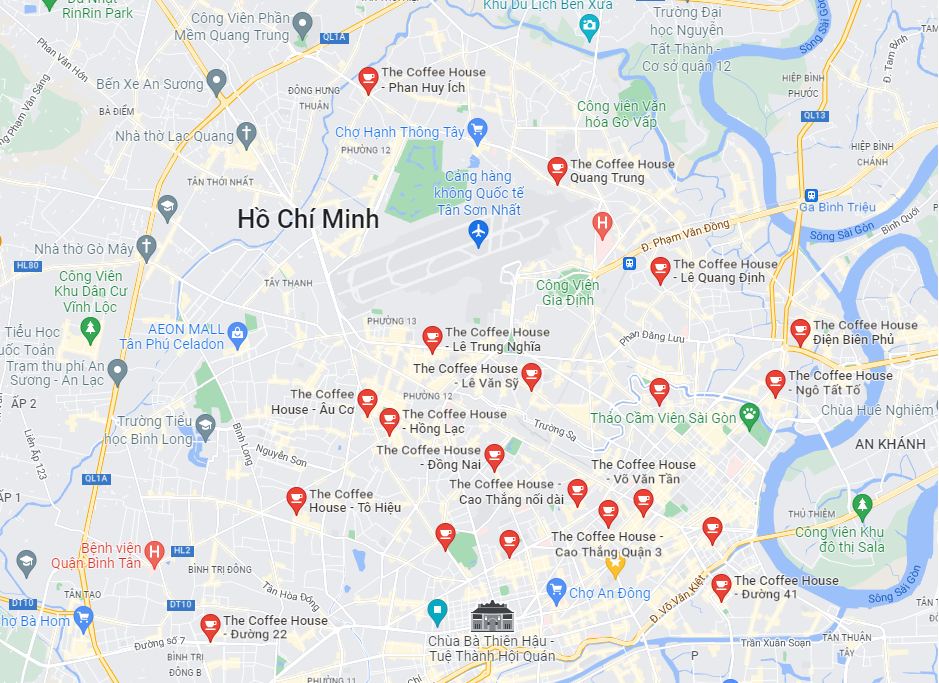 Dũ Nhật
RinRin Park
Công Viên Phần
Mềm Quang Trung
QL1A
Khu Du Lịch Bến Xưa
Trường Đại
học Nguyễn
Tất Thành -
Cơ sở quận 12
Sông Sài Gòn
Đ. Tam Bình
Phan Văn Hớn
Bến Xe An Sương
The Coffee House
- Phan Huy Ích
HIỆP BÌNH
PHƯỚC
ĐÔNG HƯNG
THUẬN
BÀ ĐIỂM
Công viên Văn
hóa Gò Vấp
QL13
Nhà thờ Lạc Quang
Chợ Hạnh Thông Tây
PHƯỜNG 12
HIỆP BÌNH
CHÁNH
The Coffee House
Quang Trung
TÂN THỚI NHẤT
Cảng hàng
không Quốc tế
Tân Sơn Nhất
Ga Bình Triệu
Hồ Chí Minh
H
Đ. Phạm Văn Đồng
Sông Sài Gòn
Bình Quới
Nhà thờ Gò Mây
HL80
The Coffee House
- Lê Quang Định
Công Viên
Khu Dân Cư
Vĩnh Lộc
TÂY THẠNH
Công Viên
Gia Định
PHƯỜNG 13
AEON MALL
Tân Phú Celadon
The Coffee House
- Lê Trung Nghĩa
Phan Đăng Lưu
The Coffee House
Điện Biên Phủ
Tiểu Học
uốc Toản
Trạm thu phí An
Sương - An Lạc
The Coffee House
- Lê Văn Sỹ
The Coffee House
- Ngô Tất Tố
ẤP 2
The Coffee
House - Âu Cơ
PHƯỜNG 12
The Coffee House
- Hồng Lạc
Thảo Cầm Viên Sài Gòn
Chùa Huê Nghiêm
Trường Tiểu
học Bình Long
Bình Long
Trường Sa
AN KHÁNH
Liên Ấp 123
Nguyễn Sơn
The Coffee House
- Đồng Nai
The Coffee House
- Võ Văn Tần
QL1A
ẤP 1
The Coffee House -
Cao Thắng nối dài
The Coffee
House - Tô Hiệu
THỦ THIÊM
Công viên Khu
đô thị Sala
Bệnh viện
Quận Bình Tân
H
HL2
The Coffee House -
Cao Thắng Quận 3
BÌNH TRỊ ĐÔNG
Sông Sài Gòn
TÂN TẠO
Tân Hòa Đông
Chợ An Đông
The Coffee House
- Đường 41
Đ. Võ Văn Kiệt
DT10
DT10
hợ Bà Hom
The Coffee House
- Đường 22
Đường số 7
Chùa Bà Thiên Hậu -
Tuệ Thành Hội Quán
Trần Xuân Soạn
TÂN THUẬN
TÂY
P
BÌNH TRỊ
ĐÔNG B
PHƯỜNG 11
Chí